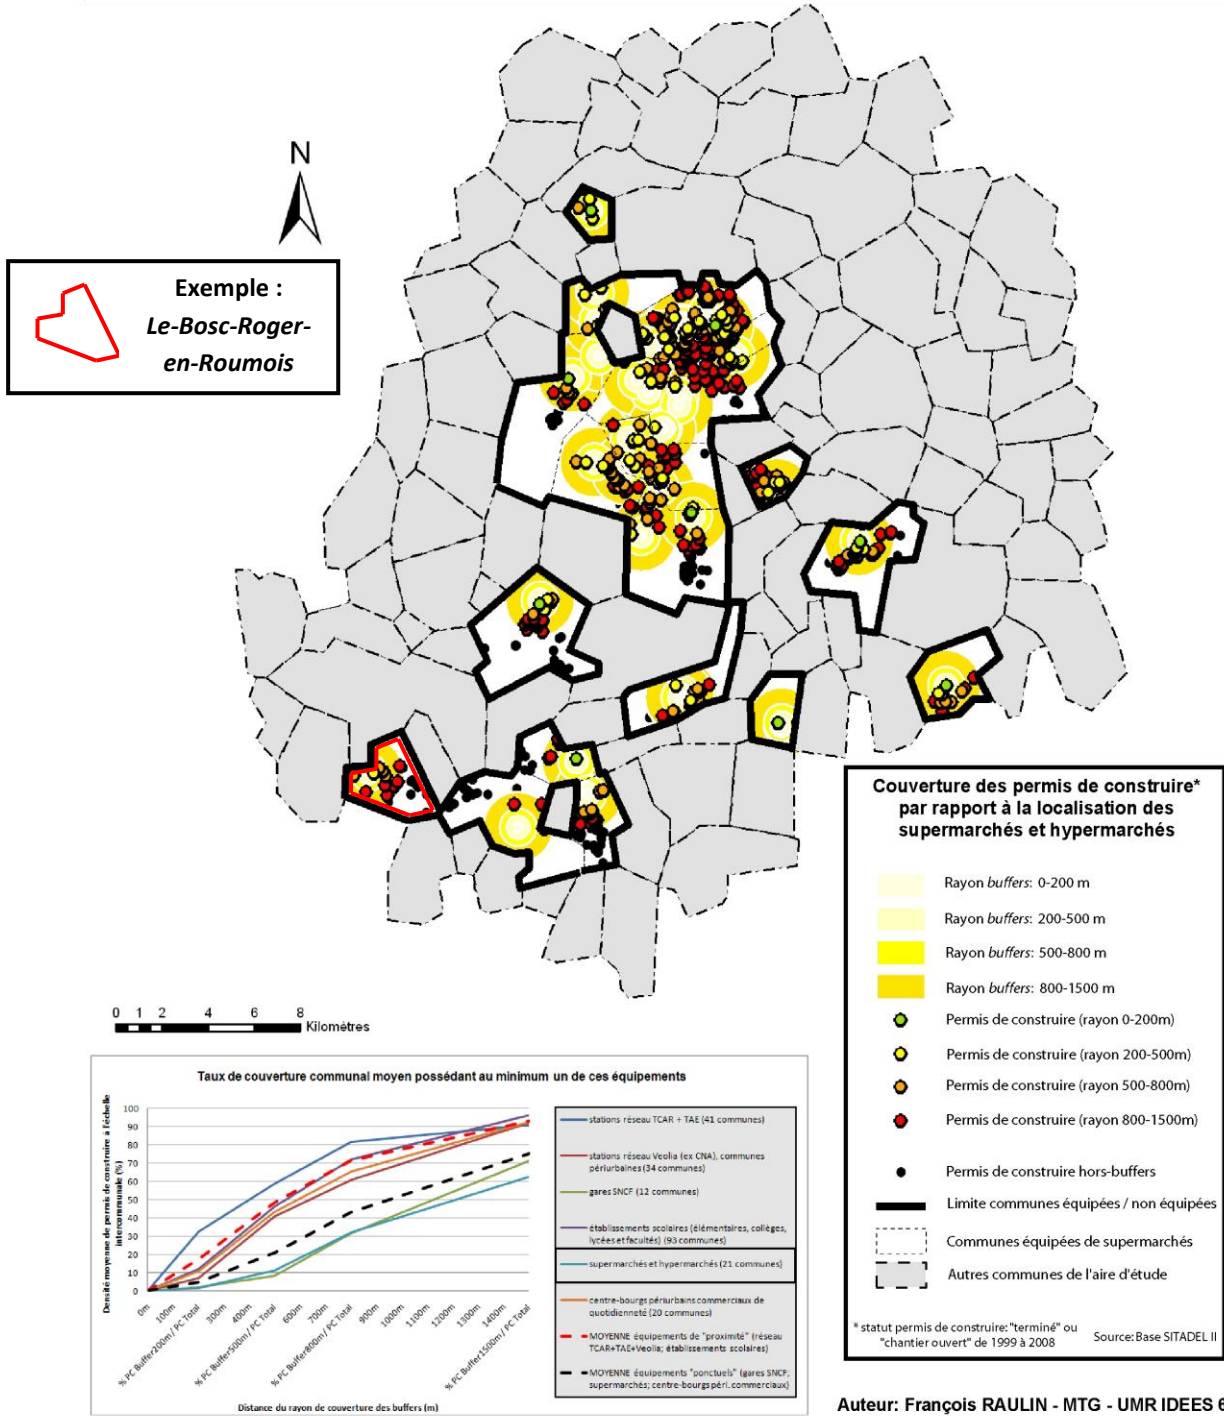 N
Exemple :
Le-Bosc-Roger-
en-Roumois
Couverture des permis de construire*
par rapport à la localisation des
supermarchés et hypermarchés
Rayon buffers: 0-200 m
Rayon buffers: 200-500 m
Rayon buffers: 500-800 m
Rayon buffers: 800-1500 m
Permis de construire (rayon 0-200m)
Permis de construire (rayon 200-500m)
Permis de construire (rayon 500-800m)
Permis de construire (rayon 800-1500m)
Permis de construire hors-buffers
Limite communes équipées / non équipées
Communes équipées de supermarchés
Autres communes de l'aire d'étude
* statut permis de construire: "terminé" ou
"chantier ouvert" de 1999 à 2008
Source: Base SITADEL II
0 1 2 4 6 8
Kilomètres
Taux de couverture communal moyen possédant au minimum un de ces équipements
Densité moyenne de permis de construire à l'échelle
intercommunale (%)
100
90
80
70
60
50
40
30
20
10
0
0m
100m
% PC Buffer200m / PC Total
300m
400m
% PC Buffer500m / PC Total
600m
700m
% PC Buffer800m / PC Total
900m
1000m
1100m
1200m
1300m
1400m
% PC Buffer1500m / PC Total
Distance du rayon de couverture des buffers (m)
stations réseau TCAR + TAE (41 communes)
stations réseau Veolia (ex CNA), communes
périurbaines (34 communes)
gares SNCF (12 communes)
établissements scolaires (élémentaires, collèges,
lycées et facultés) (93 communes)
supermarchés et hypermarchés (21 communes)
centre-bourgs périurbains commerciaux de
quotidienneté (20 communes)
MOYENNE équipements de "proximité" (réseau
TCAR+TAE+Veolia; établissements scolaires)
MOYENNE équipements "ponctuels" (gares SNCF,
supermarchés; centre-bourgs péri. commerciaux)
Auteur: François RAULIN - MTG - UMR IDEES 6